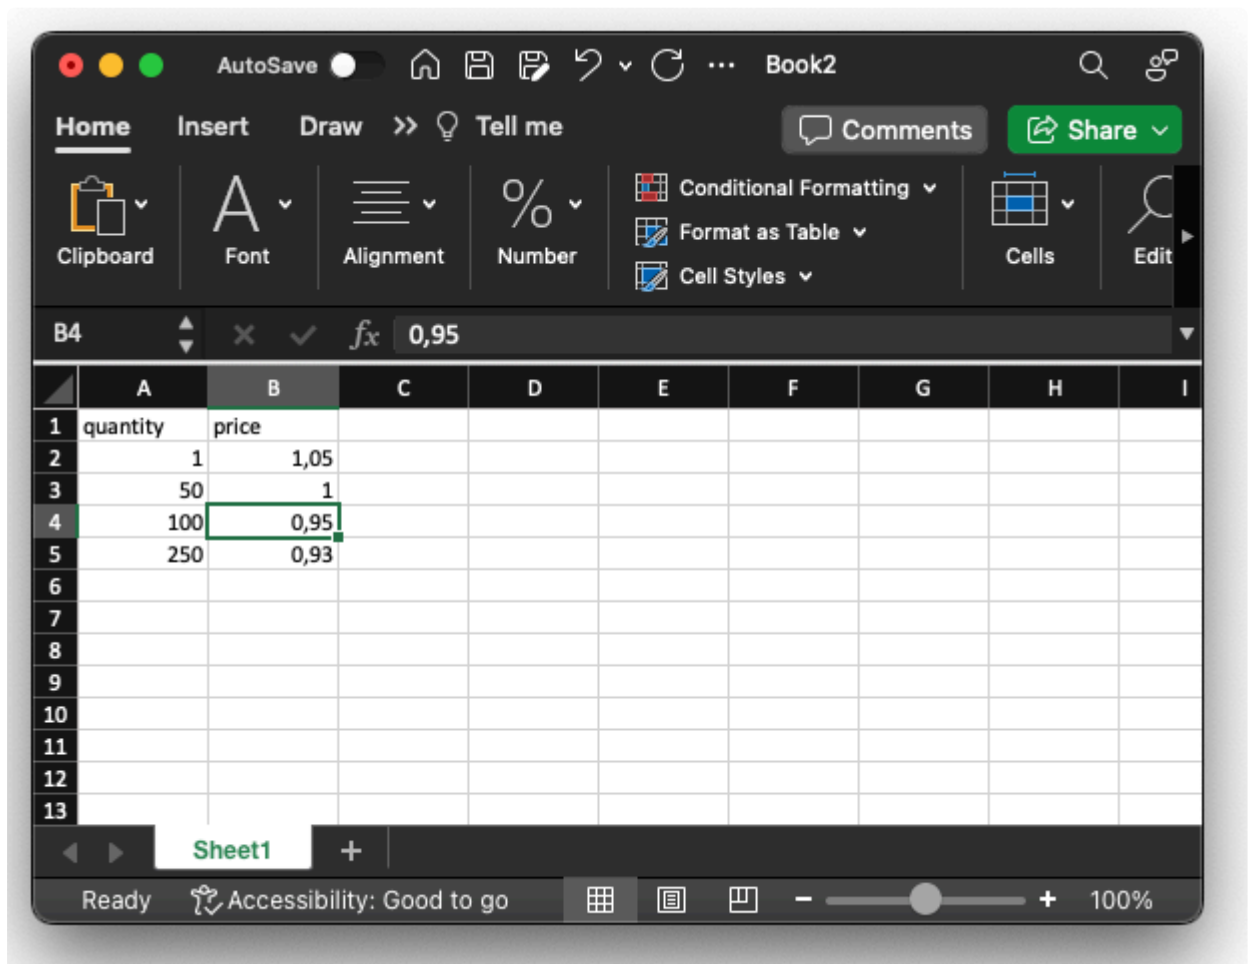 AutoSave ... Book2
Home Insert Draw >> Tell me Comments Share
Conditional Formatting
Format as Table
Cell Styles
Clipboard Font Alignment Number Cells Edit
B4 fx 0,95
A B C D E F G H I
1 quantity price
2 1 1,05
3 50 1
4 100 0,95
5 250 0,93
6
7
8
9
10
11
12
13
Sheet1 +
Ready Accessibility: Good to go - + 100%